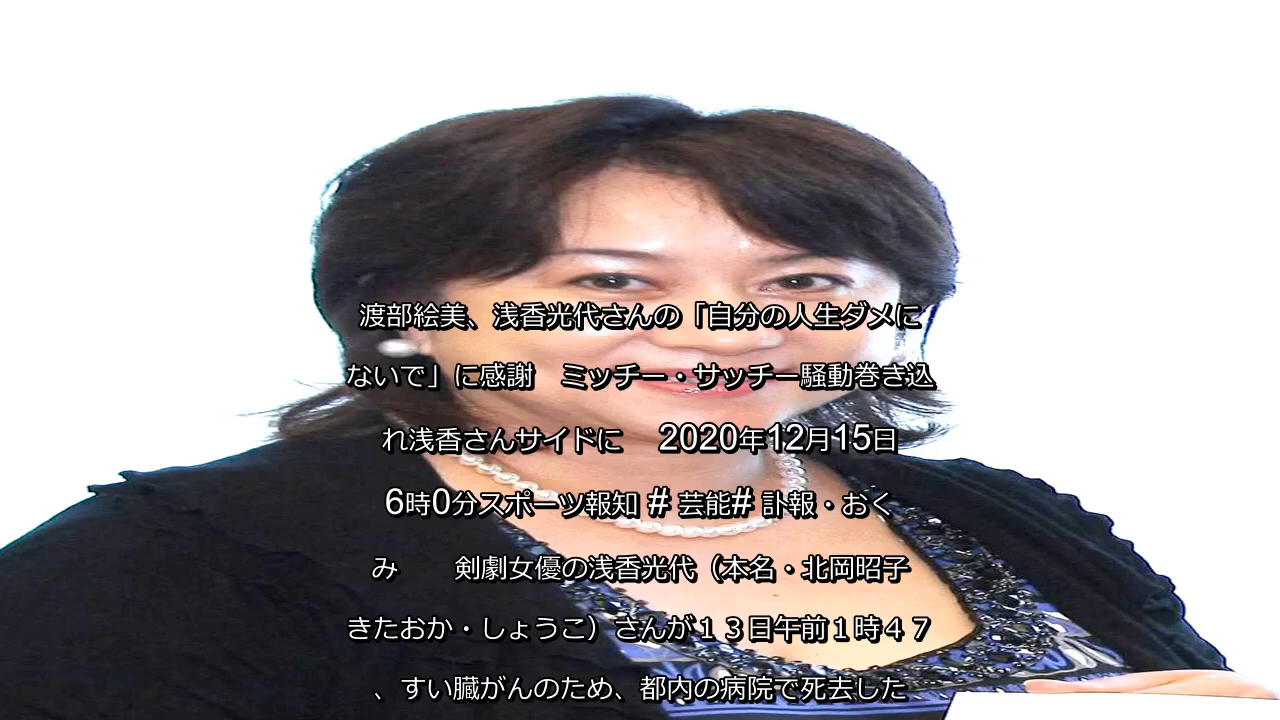 渡部絵美、浅香光代さんの「自分の人生ダメに
ないで」に感謝　ミッチー・サッチー騒動巻き込
れ浅香さんサイドに　2020年12月15日
6時0分スポーツ報知 # 芸能# 訃報・おく
み　　剣劇女優の浅香光代（本名・北岡昭子
きたおか・しょうこ）さんが１３日午前１時４７
、すい臓がんのため、都内の病院で死去した